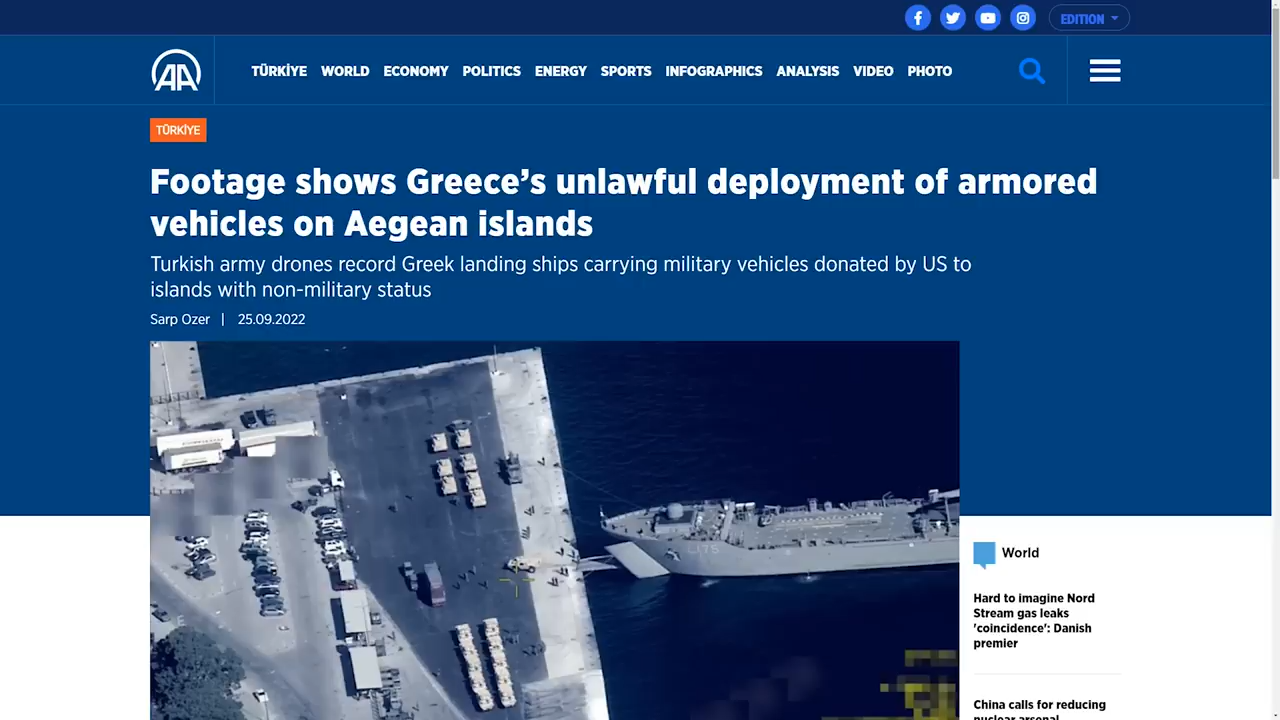 EDITION
AA
TÜRKİYE WORLD ECONOMY POLITICS ENERGY SPORTS INFOGRAPHICS ANALYSIS VIDEO PHOTO
TÜRKİYE
Footage shows Greece’s unlawful deployment of armored
vehicles on Aegean islands
Turkish army drones record Greek landing ships carrying military vehicles donated by US to
islands with non-military status
Sarp Ozer | 25.09.2022
L175
World
Hard to imagine Nord
Stream gas leaks
'coincidence': Danish
premier
China calls for reducing
nuclear arsenal